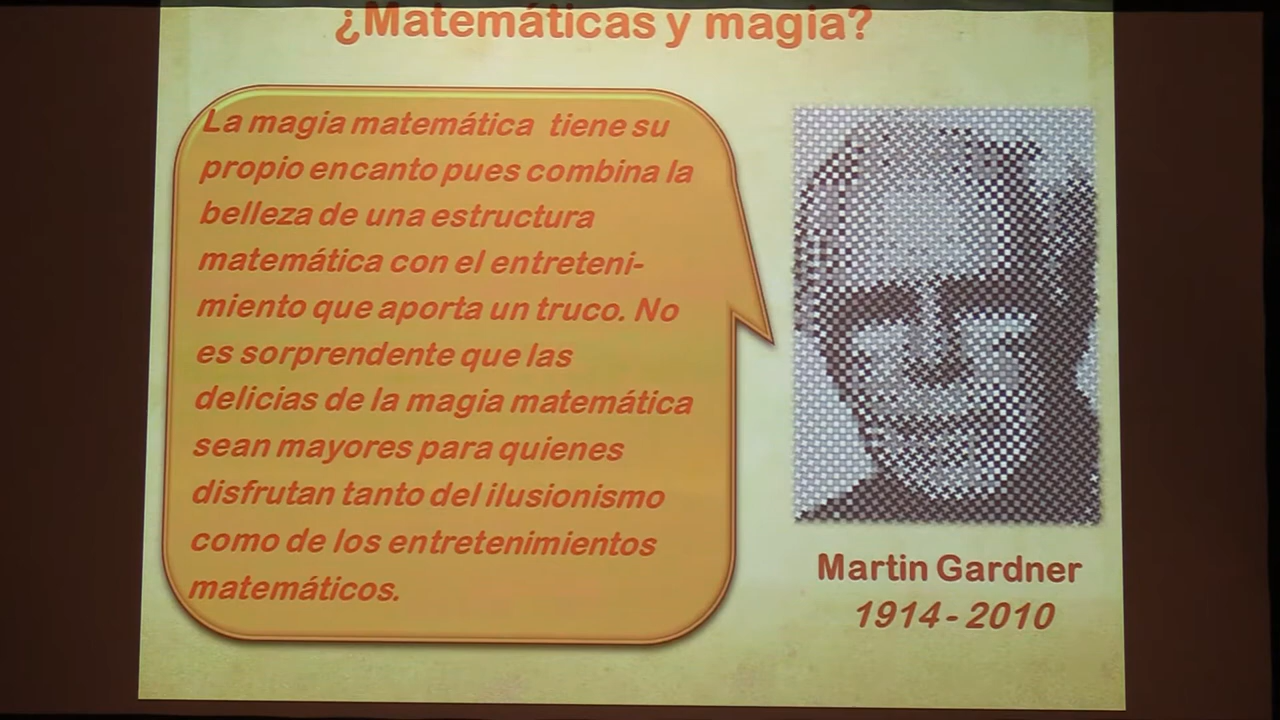 ¿Matemáticas y magia?
La magia matemática tiene su
propio encanto pues combina la
belleza de una estructura
matemática con el entreteni-
miento que aporta un truco. No
es sorprendente que las
delicias de la magia matemática
sean mayores para quienes
disfrutan tanto del ilusionismo
como de los entretenimientos
matemáticos.
Martin Gardner
1914 - 2010